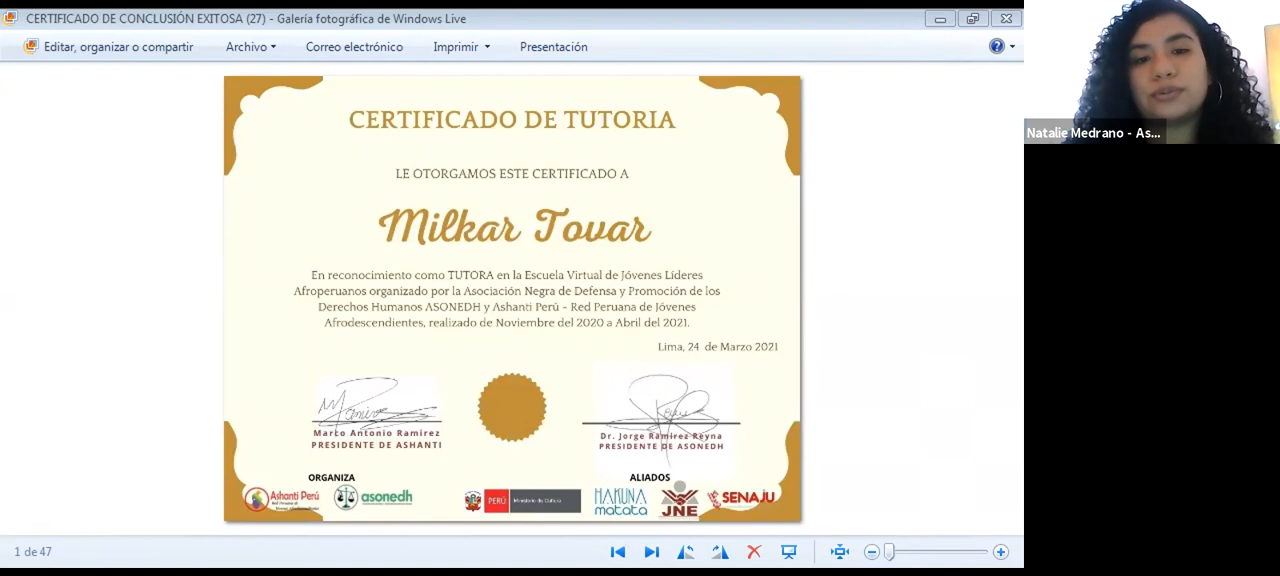 CERTIFICADO DE CONCLUSIÓN EXITOSA (27) - Galería fotográfica de Windows Live
Editar, organizar o compartir
Archivo
Correo electrónico
Imprimir
Presentación
Natalie Medrano - As...
CERTIFICADO DE TUTORIA
LE OTORGAMOS ESTE CERTIFICADO A
Milkar Tovar
En reconocimiento como TUTORA en la Escuela Virtual de Jóvenes Líderes
Afroperuanos organizado por la Asociación Negra de Defensa y Promoción de los
Derechos Humanos ASONEDH y Ashanti Perú - Red Peruana de Jóvenes
Afrodescendientes, realizado de Noviembre del 2020 a Abril del 2021.
Lima, 24 de Marzo 2021
Marco Antonio Ramirez
PRESIDENTE DE ASHANTI
Dr. Jorge Ramirez Reyna
PRESIDENTE DE ASONEDH
ORGANIZA
ALIADOS
Ashanti Perú
asonedh
PERÚ
Ministerio de Cultura
HAKUNA
matata
JNE
SENAJU
1 de 47